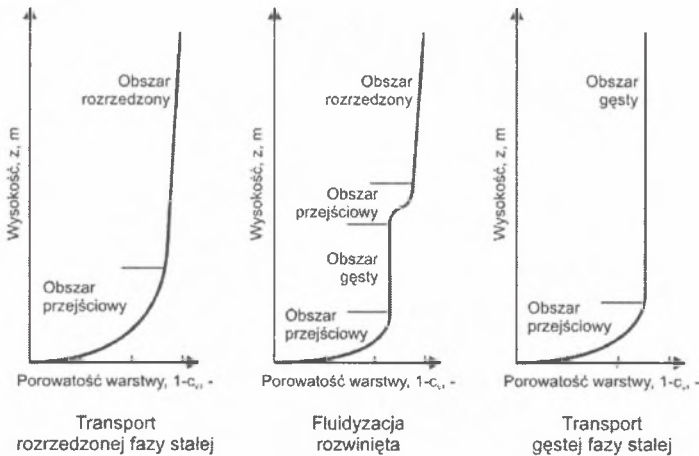 Wysokość, z, m
Obszar
rozrzedzony
Obszar
przejściowy
Porowatość warstwy, 1-cᵥ, -
Transport
rozrzedzonej fazy stałej
Wysokość, z, m
Obszar
rozrzedzony
Obszar
przejściowy
Obszar
gęsty
Obszar
przejściowy
Porowatość warstwy, 1-cᵥ, -
Fluidyzacja
rozwinięta
Wysokość, z, m
Obszar
gęsty
Obszar
przejściowy
Porowatość warstwy, 1-cᵥ, -
Transport
gęstej fazy stałej